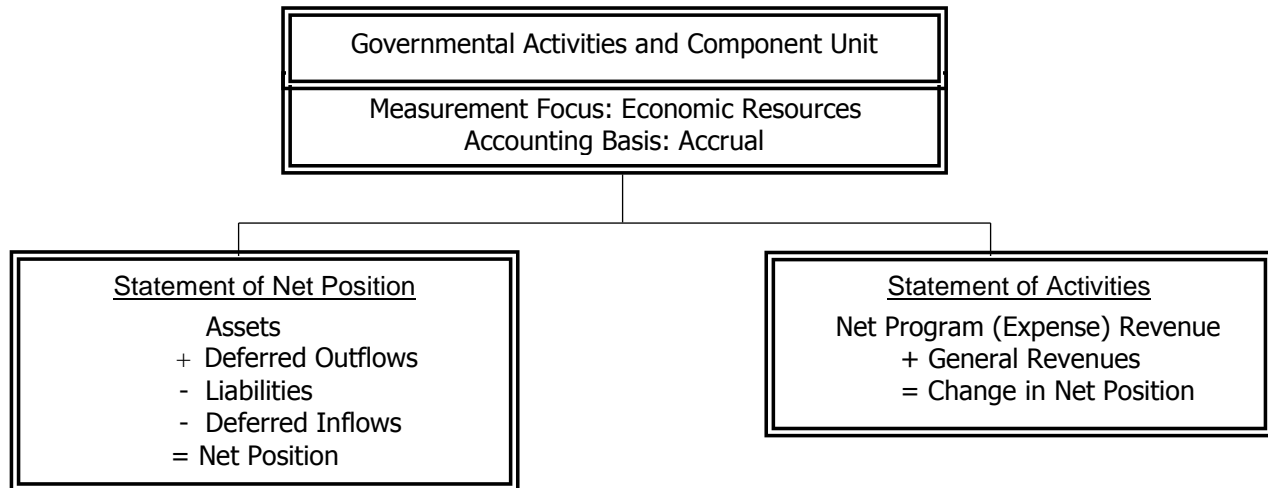 Governmental Activities and Component Unit
Measurement Focus: Economic Resources
Accounting Basis: Accrual
Statement of Net Position
Assets
+ Deferred Outflows
- Liabilities
- Deferred Inflows
= Net Position
Statement of Activities
Net Program (Expense) Revenue
+ General Revenues
= Change in Net Position